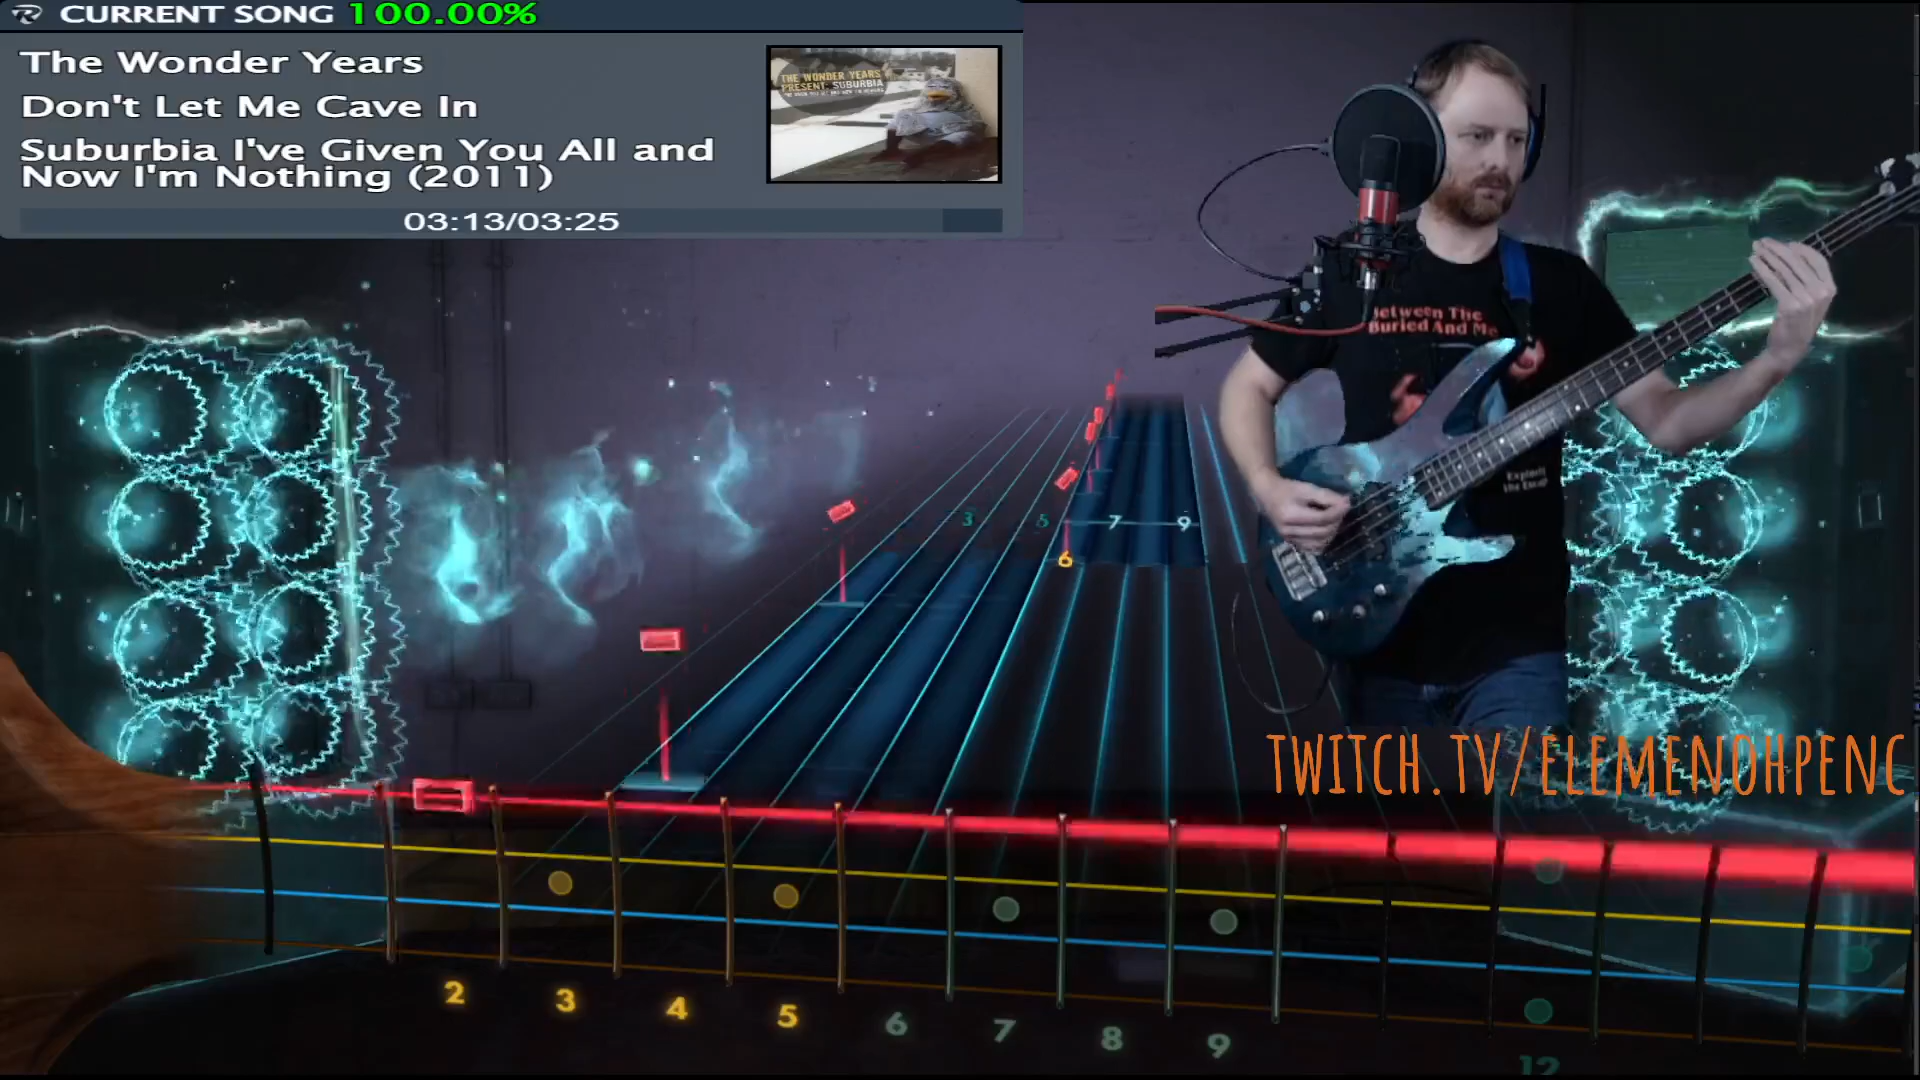 CURRENT SONG 100.00%
The Wonder Years
Don't Let Me Cave In
Suburbia I've Given You All and
Now I'm Nothing (2011)
03:13/03:25
THE WONDER YEARS
PRESENT: SUBURBIA
Between The
Buried And Me
3 5 7 9
6
TWITCH.TV/ELEMENOHPENC
2 3 4 5 6 7 8 9 12